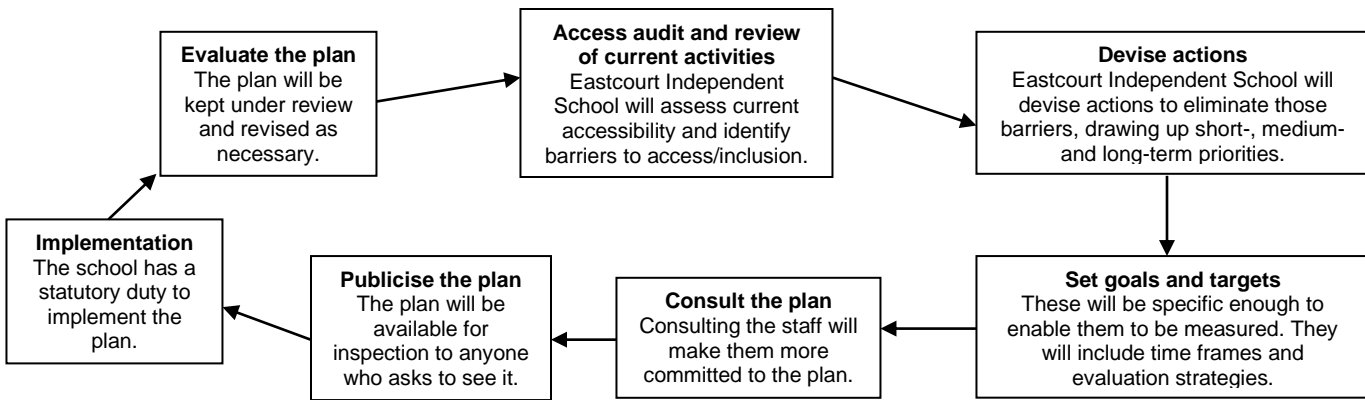 Evaluate the plan
The plan will be
kept under review
and revised as
necessary.
Access audit and review
of current activities
Eastcourt Independent
School will assess current
accessibility and identify
barriers to access/inclusion.
Devise actions
Eastcourt Independent School will
devise actions to eliminate those
barriers, drawing up short-, medium-
and long-term priorities.
Implementation
The school has a
statutory duty to
implement the
plan.
Publicise the plan
The plan will be
available for
inspection to anyone
who asks to see it.
Consult the plan
Consulting the staff will
make them more
committed to the plan.
Set goals and targets
These will be specific enough to
enable them to be measured. They
will include time frames and
evaluation strategies.